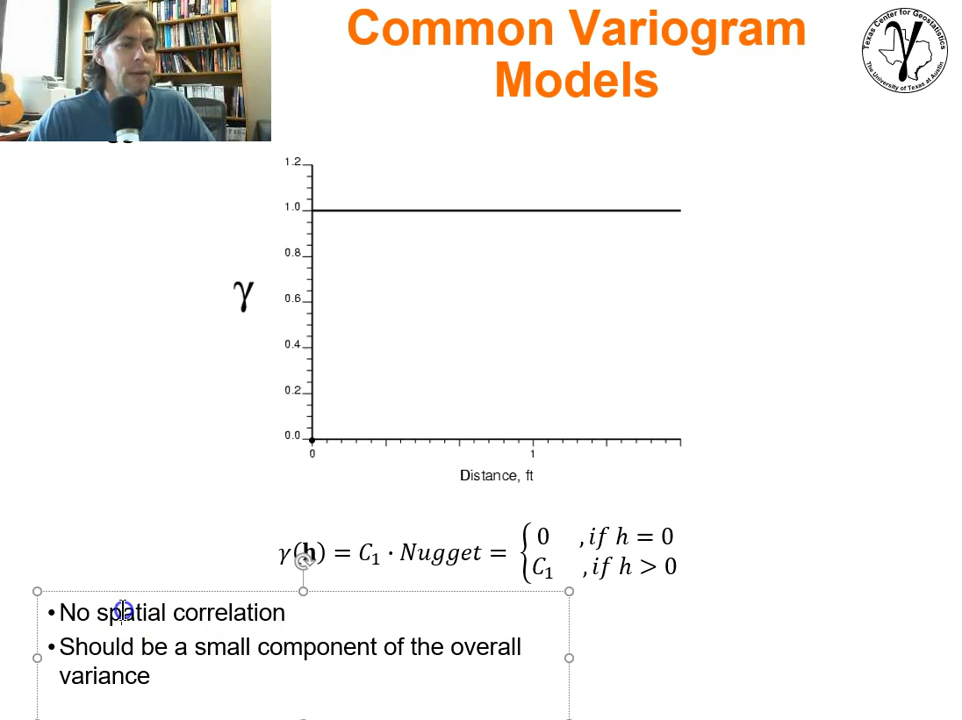 Common Variogram
Models
Texas Center for Geostatistics
The University of Texas at Austin
γ
1.2
1.0
0.8
γ
0.6
0.4
0.2
0.0
0 1
Distance, ft
γ(h) = C₁ · Nugget = { 0 , if h = 0
C₁ , if h > 0
•No spatial correlation
•Should be a small component of the overall
variance